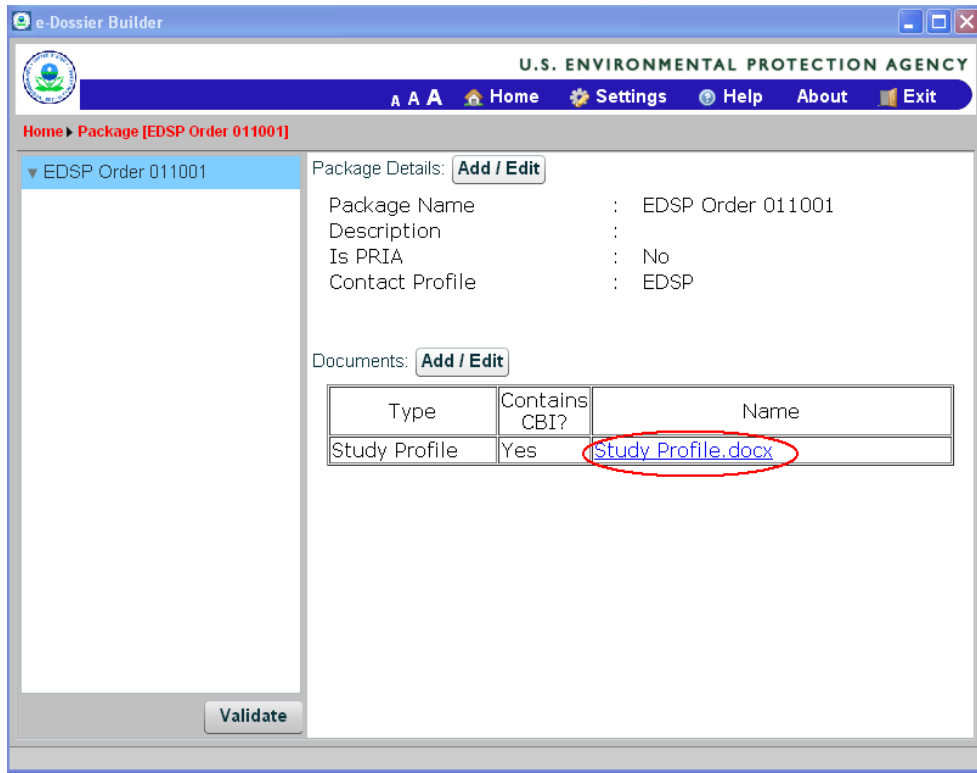 e-Dossier Builder
U.S. ENVIRONMENTAL PROTECTION AGENCY
A A A Home Settings Help About Exit
Home Package [EDSP Order 011001]
EDSP Order 011001
Package Details: Add / Edit
Package Name : EDSP Order 011001
Description :
Is PRIA : No
Contact Profile : EDSP
Documents: Add / Edit
Type Contains CBI? Name
Study Profile Yes Study Profile.docx
Validate